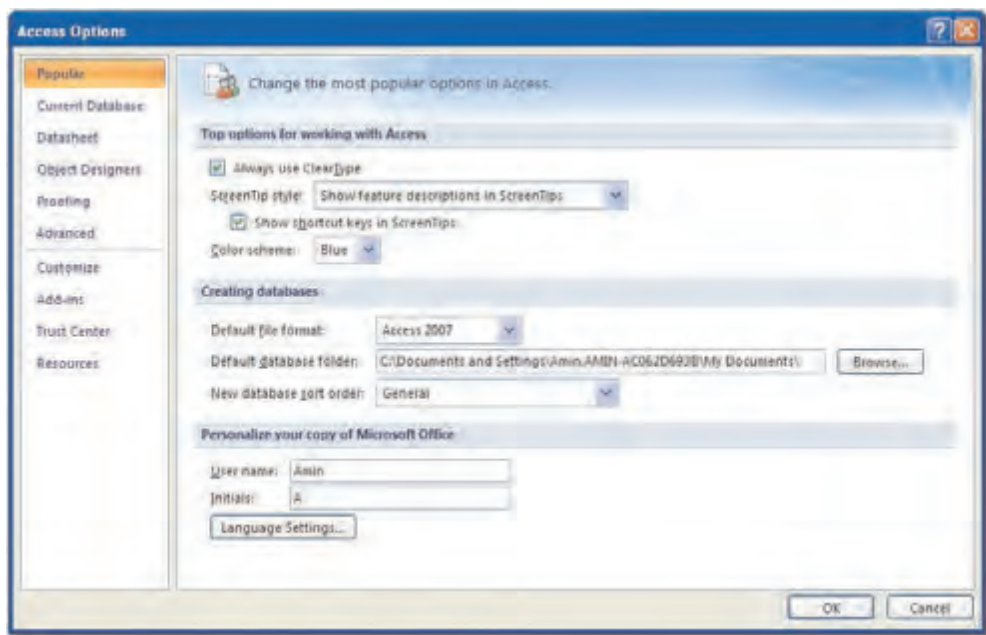 Access Options
Popular
Current Database
Datasheet
Object Designers
Proofing
Advanced
Customize
Add-ins
Trust Center
Resources
Change the most popular options in Access.
Top options for working with Access
Always use ClearType
ScreenTip style: Show feature descriptions in ScreenTips
Show shortcut keys in ScreenTips
Color scheme: Blue
Creating databases
Default file format: Access 2007
Default database folder: C:\Documents and Settings\Amin.AMIN-AC062D693B\My Documents\ Browse...
New database sort order: General
Personalize your copy of Microsoft Office
User name: Amin
Initials: A
Language Settings...
OK Cancel